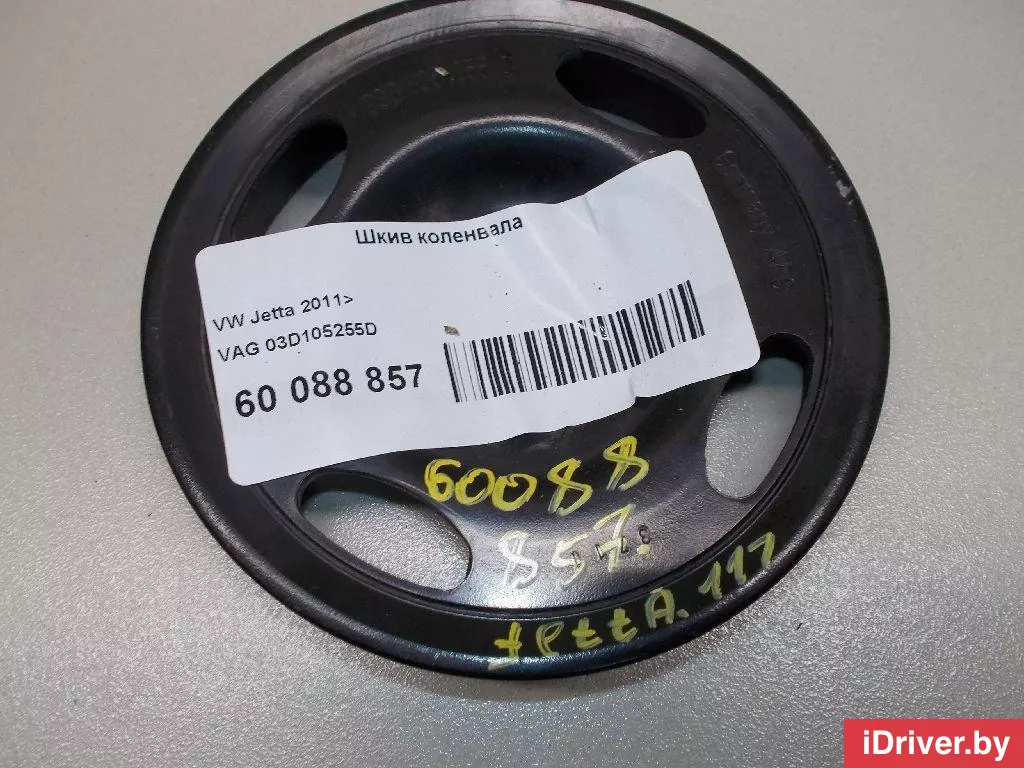 Шкив коленвала
VW Jetta 2011>
VAG 03D105255D
60 088 857
60088
857.
JettA.117
iDriver.by